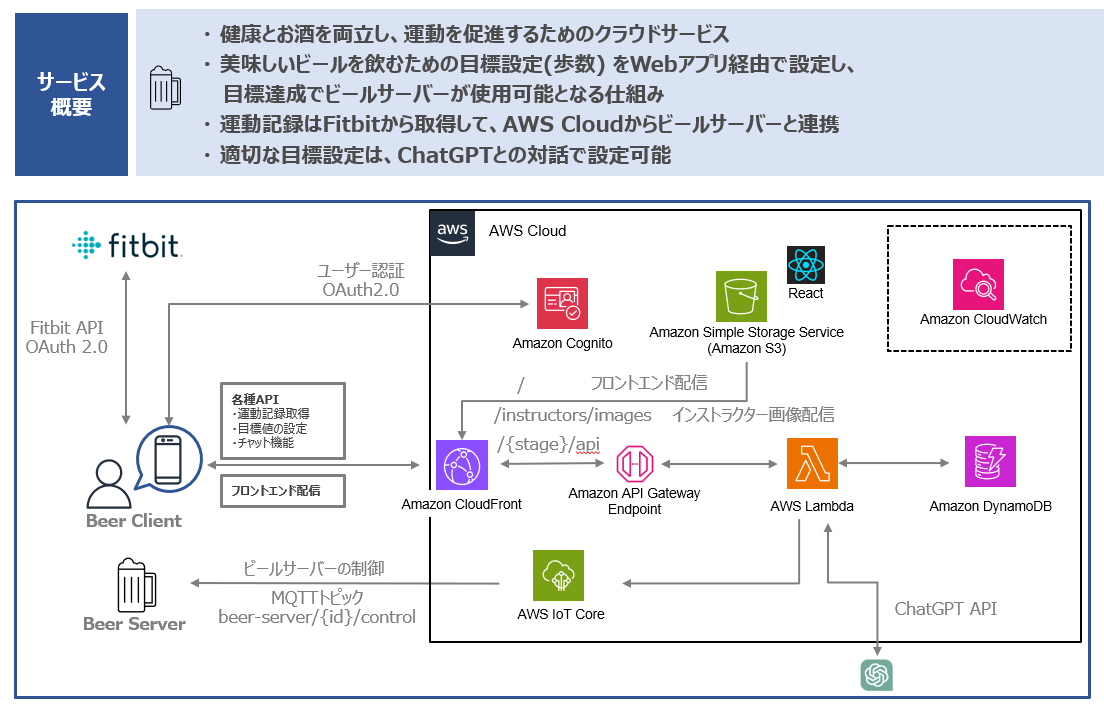 サービス
概要
・ 健康とお酒を両立し、運動を促進するためのクラウドサービス
・ 美味しいビールを飲むための目標設定(歩数) をWebアプリ経由で設定し、
目標達成でビールサーバーが使用可能となる仕組み
・ 運動記録はFitbitから取得して、AWS Cloudからビールサーバーと連携
・ 適切な目標設定は、ChatGPTとの対話で設定可能
fitbit
aws
AWS Cloud
ユーザー認証
OAuth2.0
React
Fitbit API
OAuth 2.0
Amazon Cognito
Amazon Simple Storage Service
(Amazon S3)
Amazon CloudWatch
各種API
・運動記録取得
・目標値の設定
・チャット機能
/ フロントエンド配信
/instructors/images インストラクター画像配信
/{stage}/api
フロントエンド配信
Amazon CloudFront
Amazon API Gateway
Endpoint
AWS Lambda
Amazon DynamoDB
Beer Client
ビールサーバーの制御
MQTTトピック
beer-server/{id}/control
Beer Server
AWS IoT Core
ChatGPT API